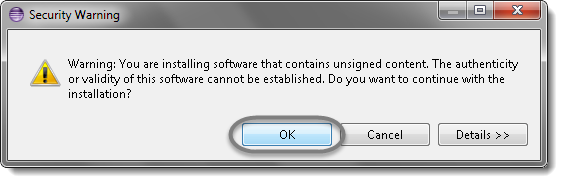 Security Warning
Warning: You are installing software that contains unsigned content. The authenticity
or validity of this software cannot be established. Do you want to continue with the
installation?
OK Cancel Details >>